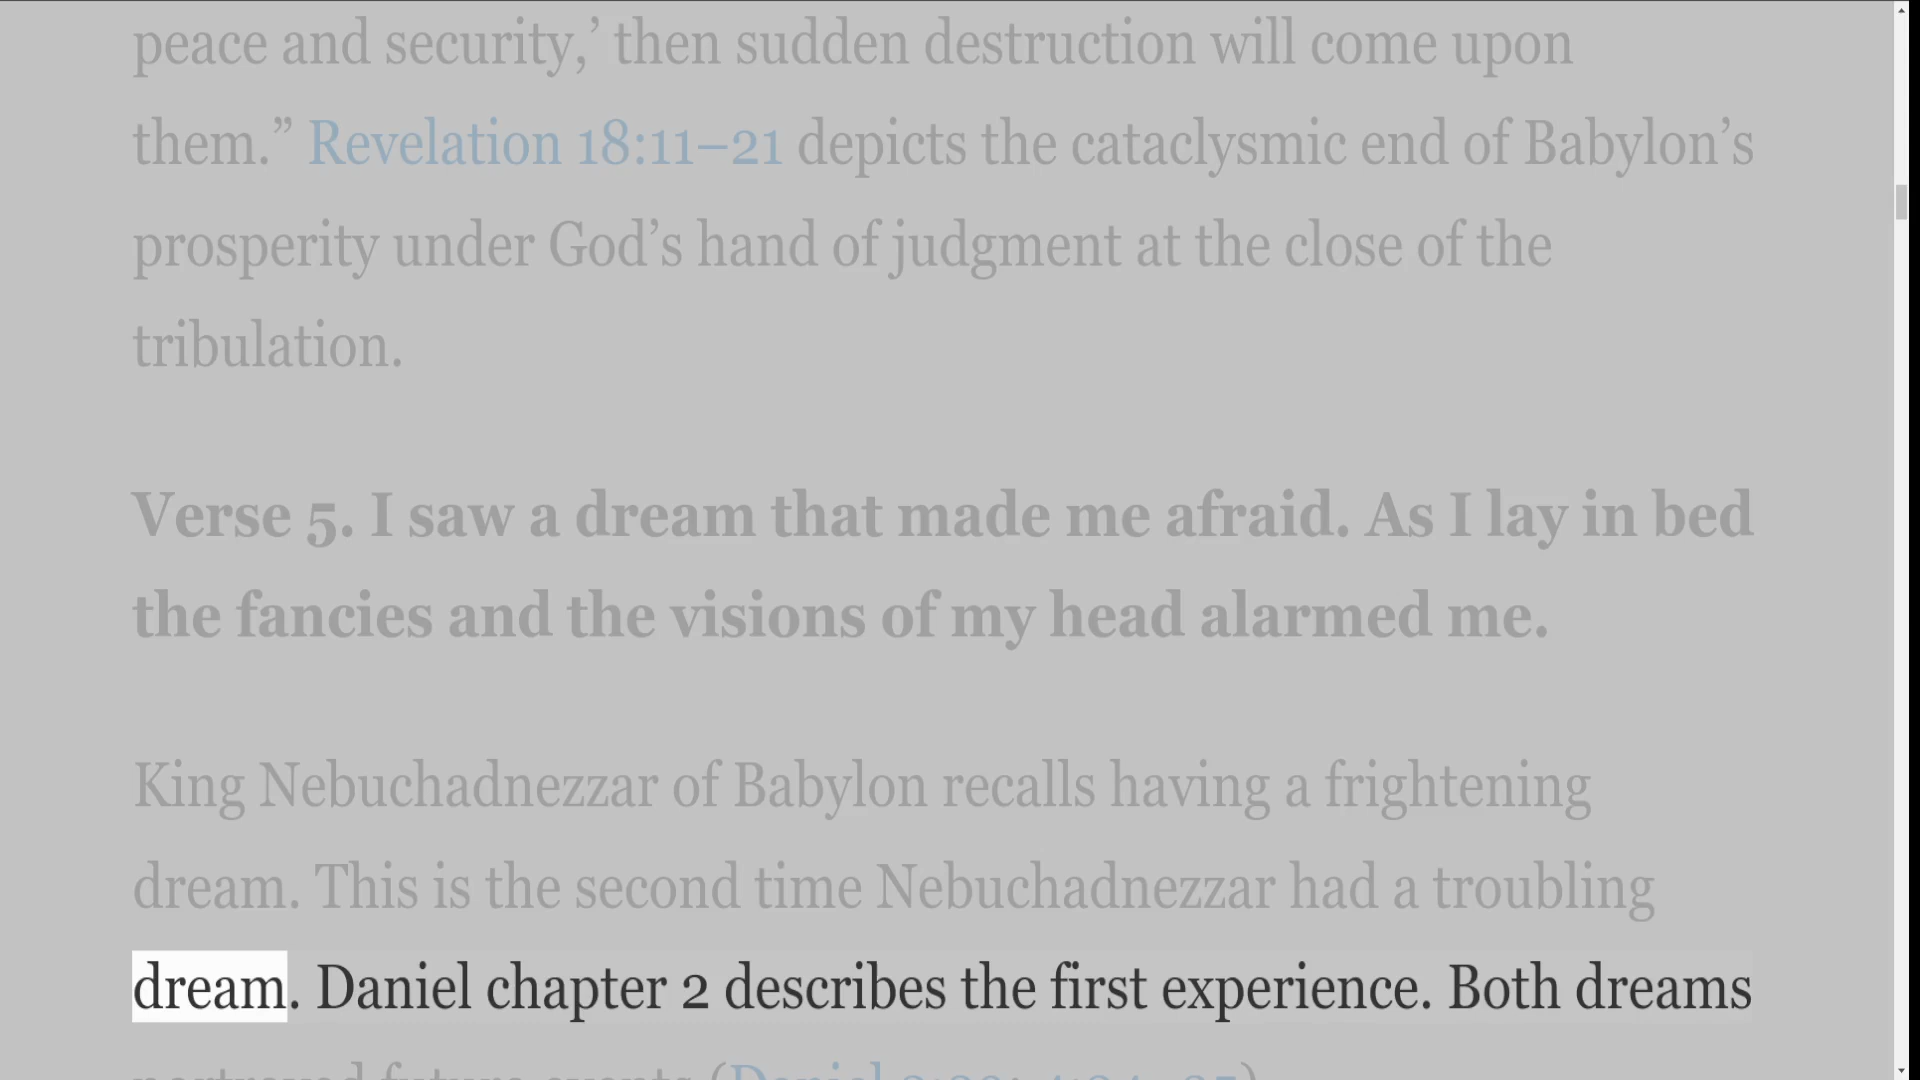 peace and security,’ then sudden destruction will come upon
them.” Revelation 18:11–21 depicts the cataclysmic end of Babylon’s
prosperity under God’s hand of judgment at the close of the
tribulation.
Verse 5. I saw a dream that made me afraid. As I lay in bed
the fancies and the visions of my head alarmed me.
King Nebuchadnezzar of Babylon recalls having a frightening
dream. This is the second time Nebuchadnezzar had a troubling
dream. Daniel chapter 2 describes the first experience. Both dreams
portrayed future events (Daniel